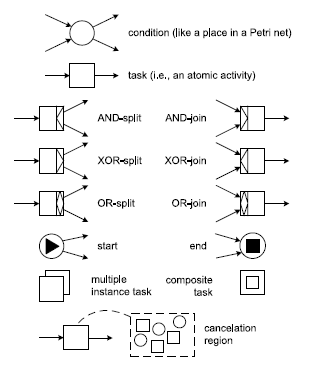 condition (like a place in a Petri net)
task (i.e., an atomic activity)
AND-split AND-join
XOR-split XOR-join
OR-split OR-join
start end
multiple composite
instance task task
cancelation
region